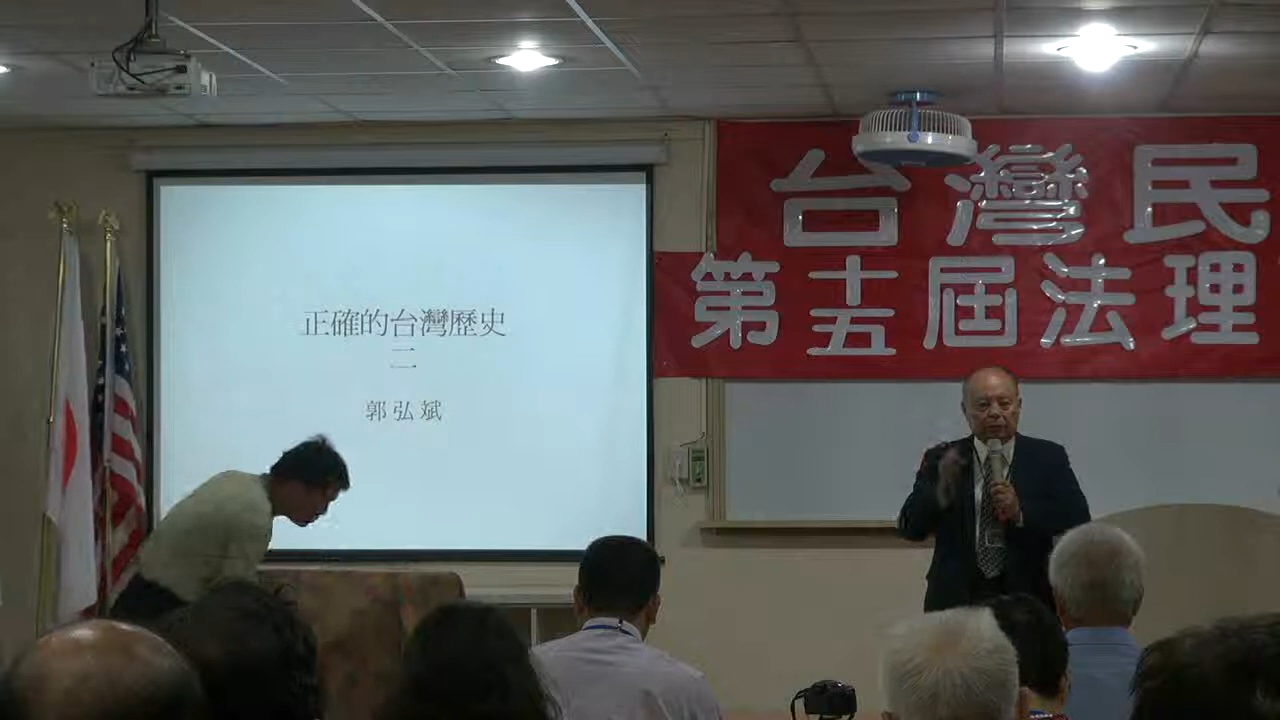 正確的台灣歷史
二
郭弘斌
台灣民
第十五屆法理